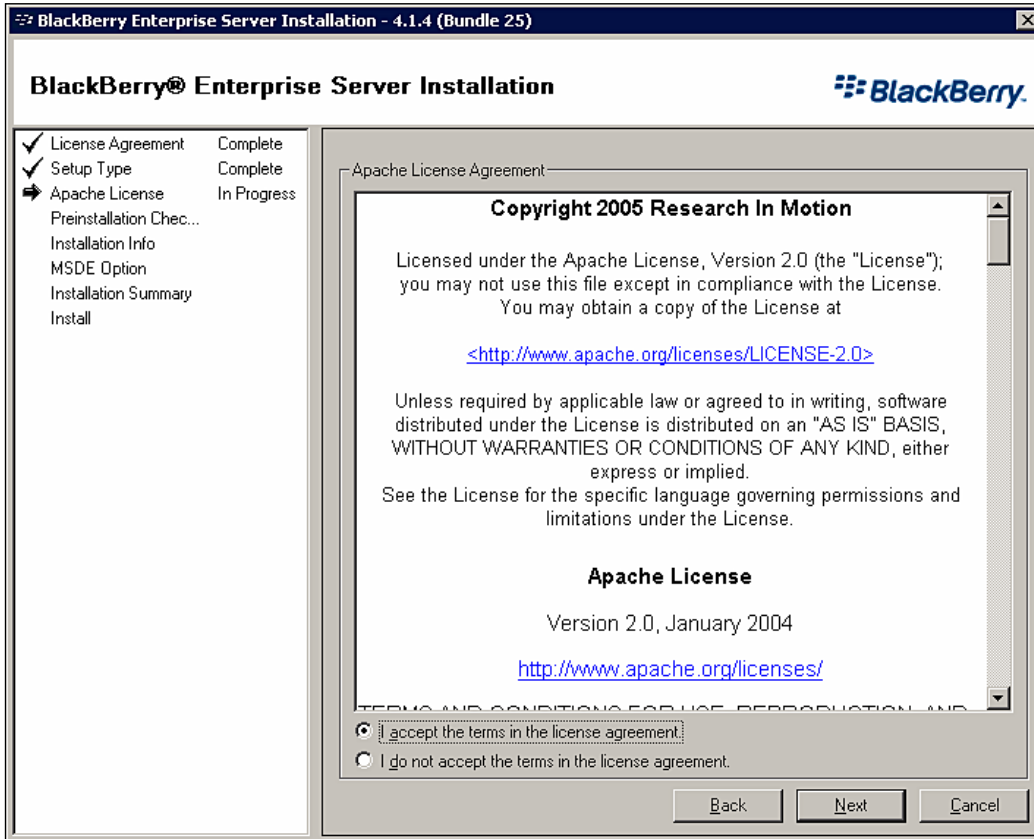 BlackBerry Enterprise Server Installation - 4.1.4 (Bundle 25)
BlackBerry® Enterprise Server Installation
BlackBerry.
License Agreement Complete
Setup Type Complete
Apache License In Progress
Preinstallation Chec...
Installation Info
MSDE Option
Installation Summary
Install
Apache License Agreement
Copyright 2005 Research In Motion
Licensed under the Apache License, Version 2.0 (the "License");
you may not use this file except in compliance with the License.
You may obtain a copy of the License at
<http://www.apache.org/licenses/LICENSE-2.0>
Unless required by applicable law or agreed to in writing, software
distributed under the License is distributed on an "AS IS" BASIS,
WITHOUT WARRANTIES OR CONDITIONS OF ANY KIND, either
express or implied.
See the License for the specific language governing permissions and
limitations under the License.
Apache License
Version 2.0, January 2004
http://www.apache.org/licenses/
TERMS AND CONDITIONS FOR USE, REPRODUCTION, AND
I accept the terms in the license agreement.
I do not accept the terms in the license agreement.
Back Next Cancel